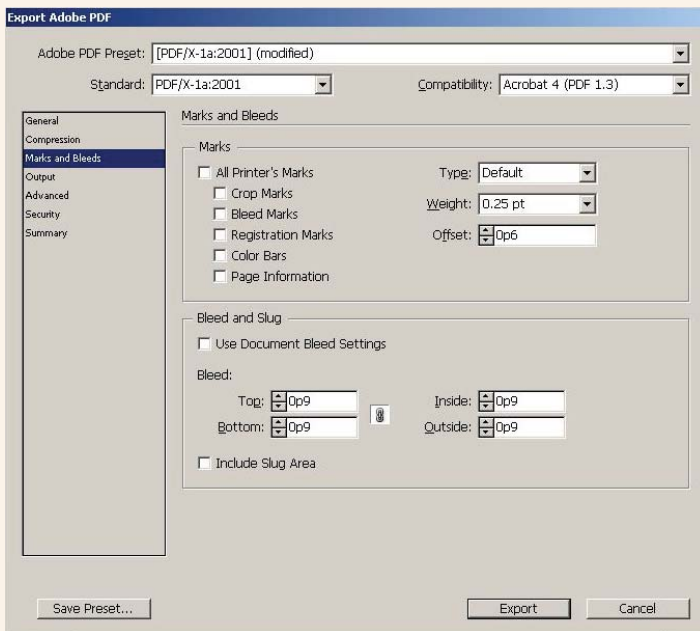 Export Adobe PDF
Adobe PDF Preset: [PDF/X-1a:2001] (modified)
Standard: PDF/X-1a:2001 Compatibility: Acrobat 4 (PDF 1.3)
General
Compression
Marks and Bleeds
Output
Advanced
Security
Summary
Marks and Bleeds
Marks
All Printer's Marks
Crop Marks
Bleed Marks
Registration Marks
Color Bars
Page Information
Type: Default
Weight: 0.25 pt
Offset: 0p6
Bleed and Slug
Use Document Bleed Settings
Bleed:
Top: 0p9 Inside: 0p9
Bottom: 0p9 Outside: 0p9
Include Slug Area
Save Preset... Export Cancel